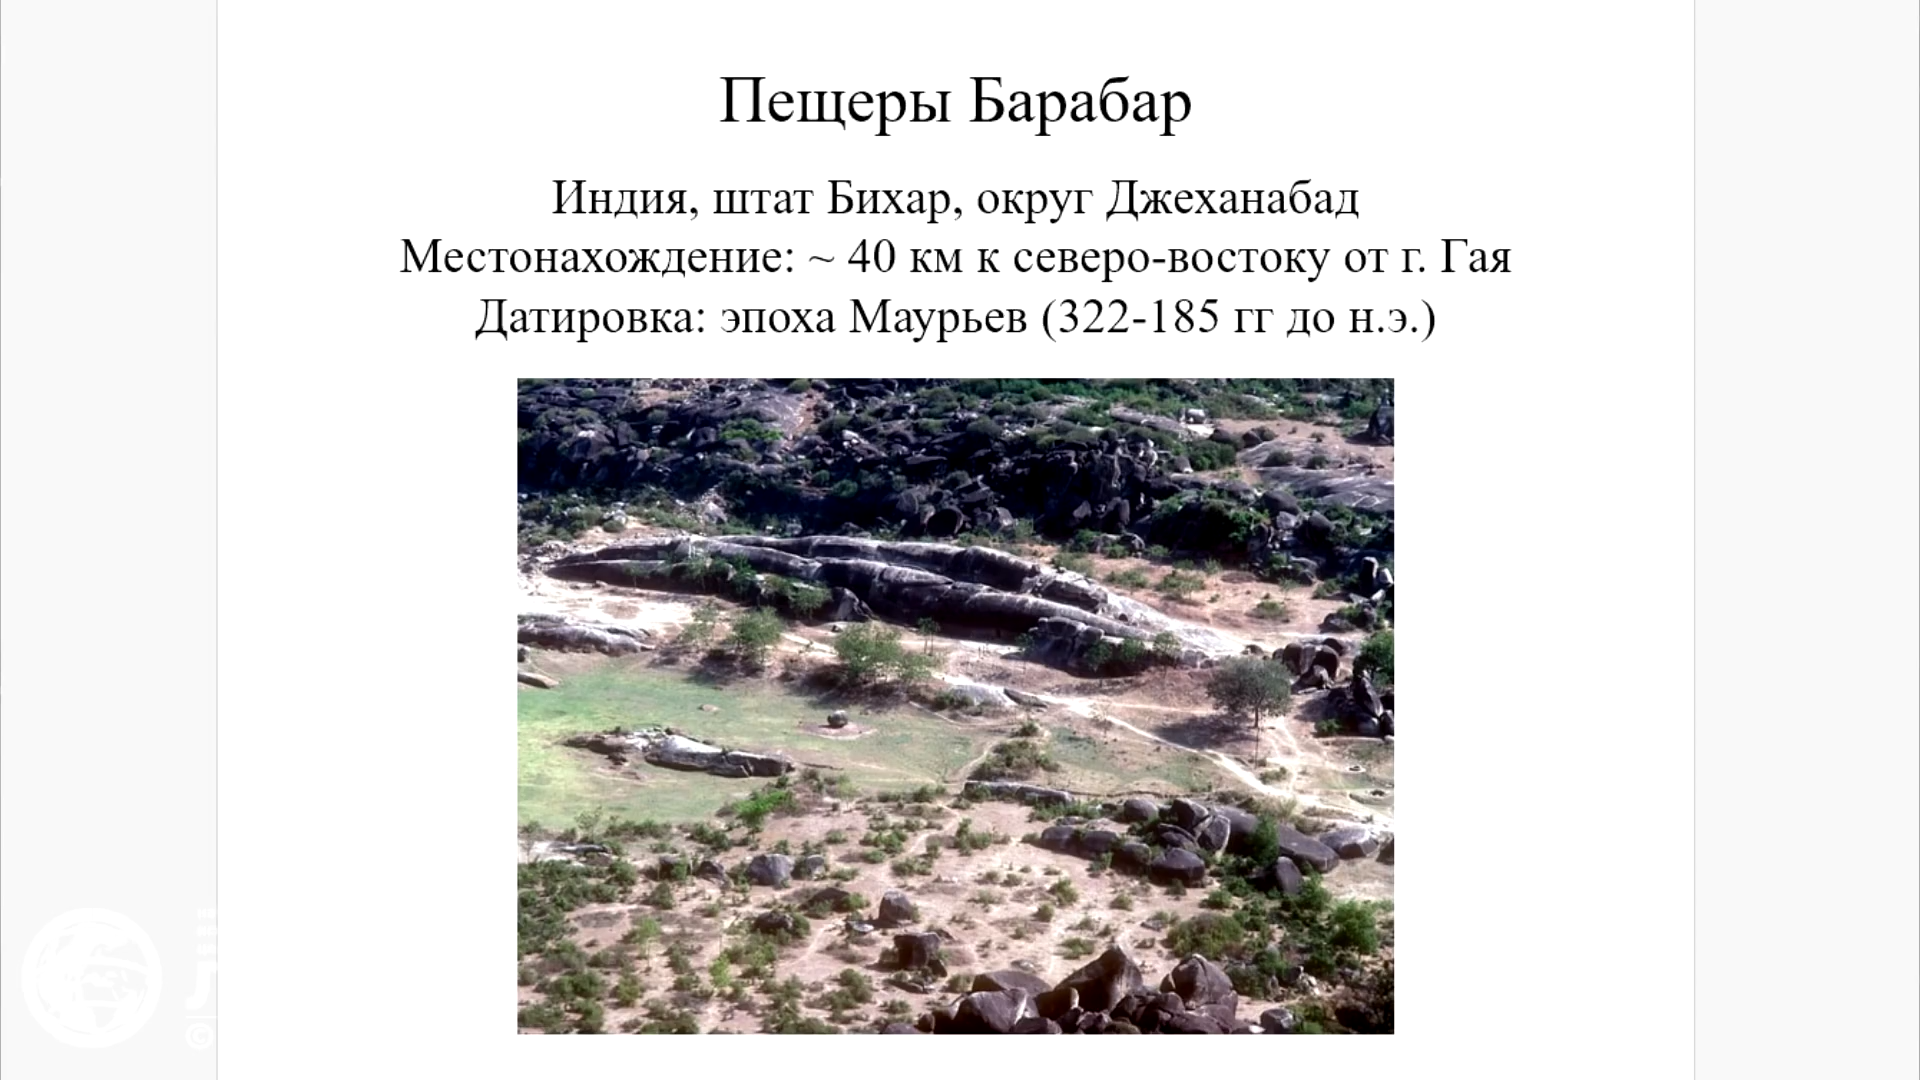 Пещеры Барабар
Индия, штат Бихар, округ Джеханабад
Местонахождение: ~ 40 км к северо-востоку от г. Гая
Датировка: эпоха Маурьев (322-185 гг до н.э.)